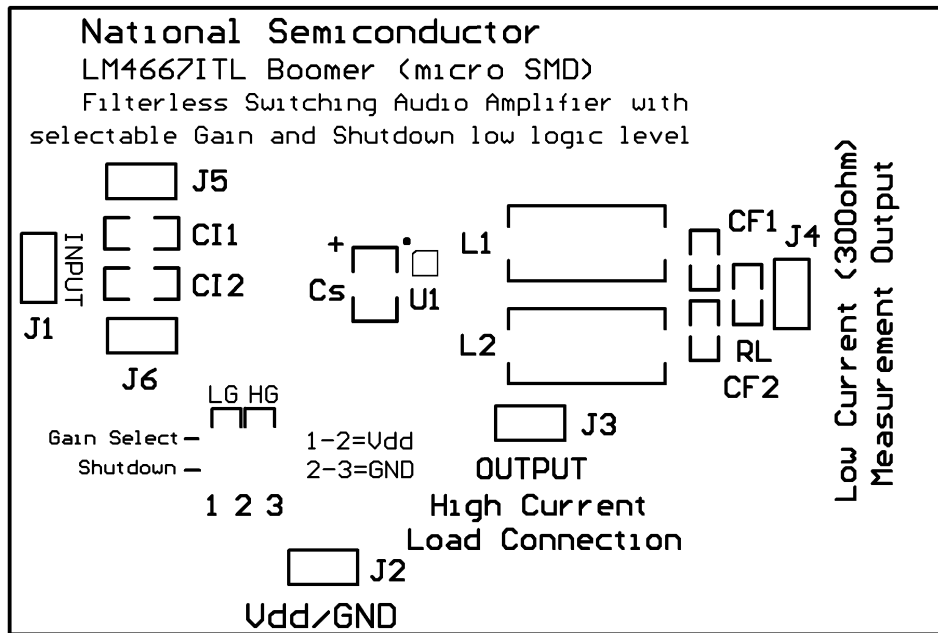 National Semiconductor
LM4667ITL Boomer (micro SMD)
Filterless Switching Audio Amplifier with
selectable Gain and Shutdown low logic level
J5
CI1
INPUT
CI2
J1
J6
+
Cs
U1
L1
L2
CF1
J4
RL
CF2
Low Current (300ohm)
Measurement Output
LG HG
Gain Select –
Shutdown –
1-2=Vdd
2-3=GND
1 2 3
J3
OUTPUT
High Current
Load Connection
J2
Vdd/GND